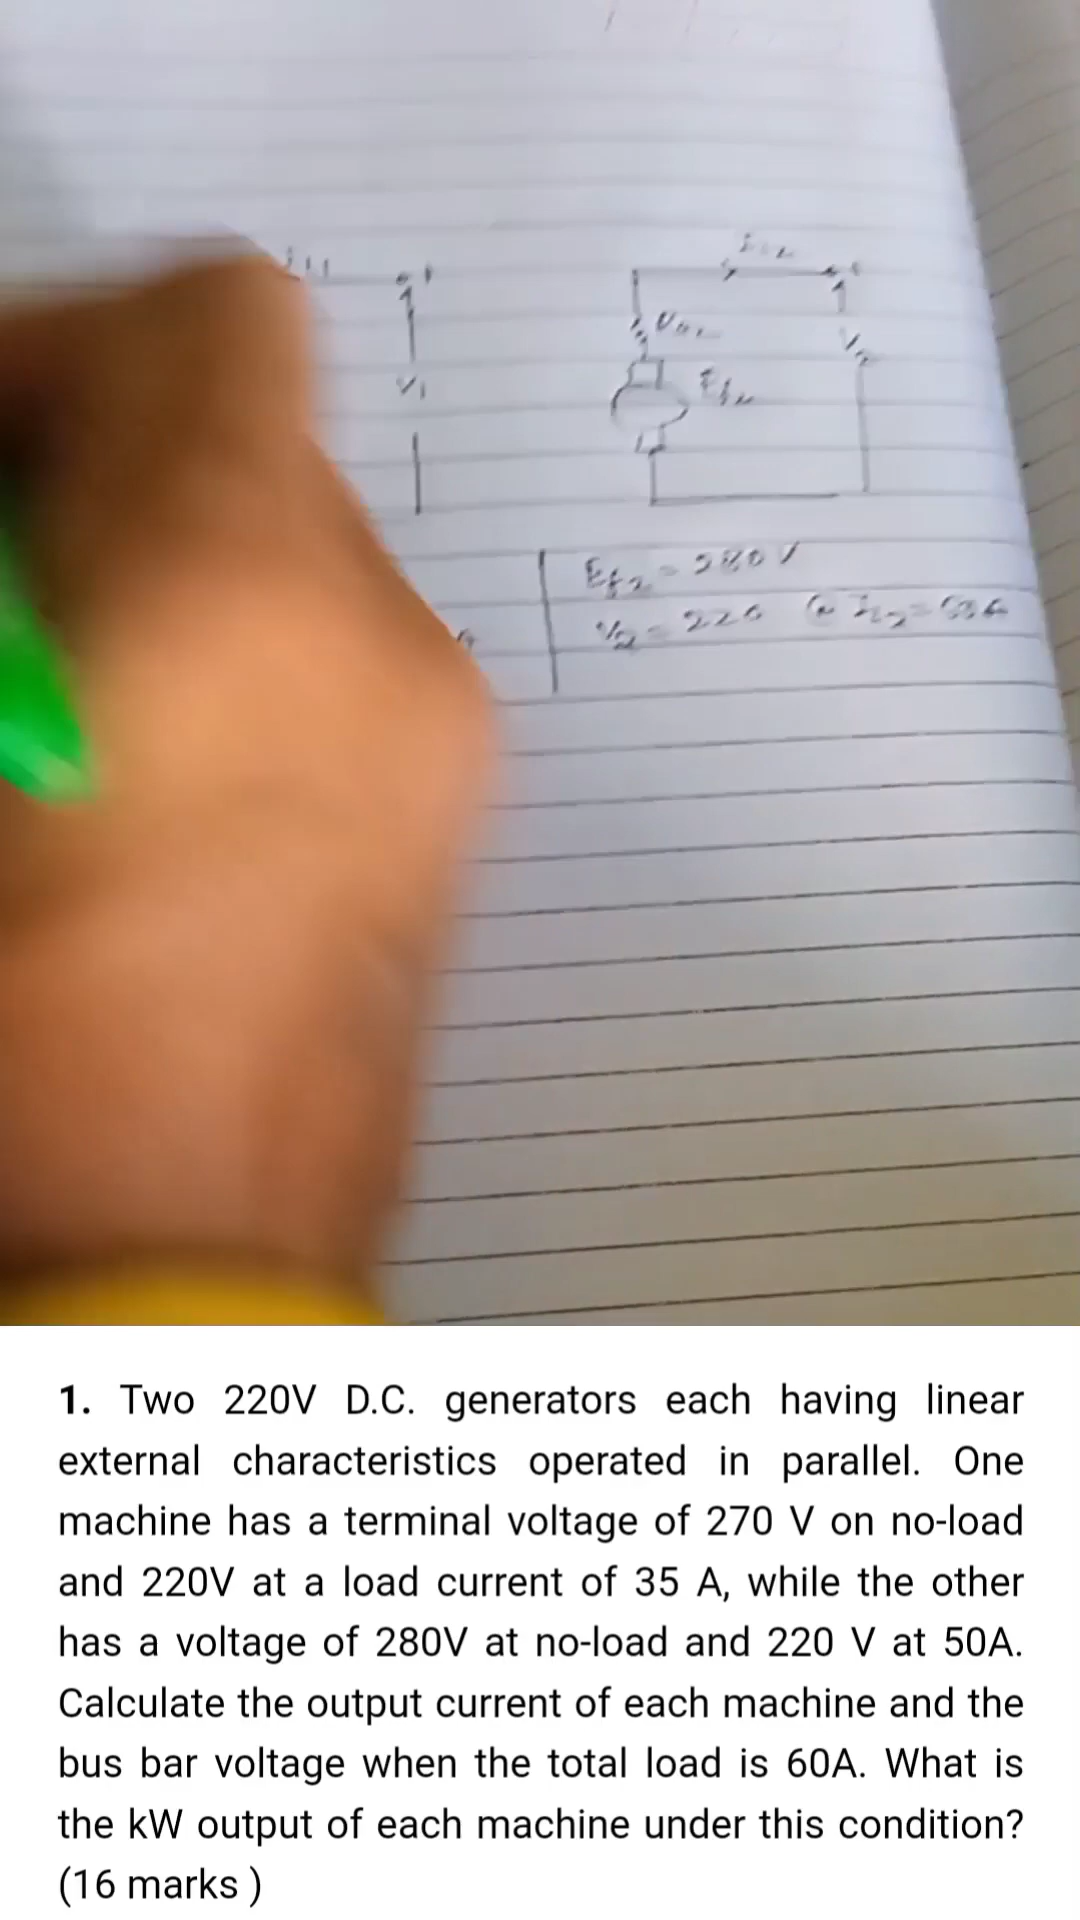 V₁
V₂
E_f2 = 280 V
V₂ = 220 @ i_L2 = 50A
1. Two 220V D.C. generators each having linear
external characteristics operated in parallel. One
machine has a terminal voltage of 270 V on no-load
and 220V at a load current of 35 A, while the other
has a voltage of 280V at no-load and 220 V at 50A.
Calculate the output current of each machine and the
bus bar voltage when the total load is 60A. What is
the kW output of each machine under this condition?
(16 marks )